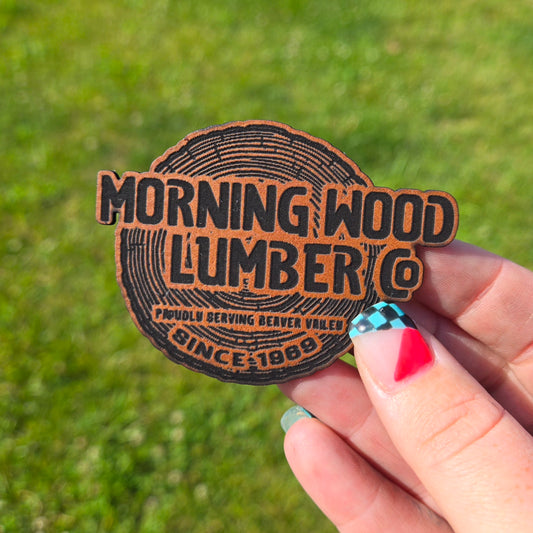 MORNING WOOD
LUMBER CO
PROUDLY SERVING BEAVER VALLEY
SINCE-1969